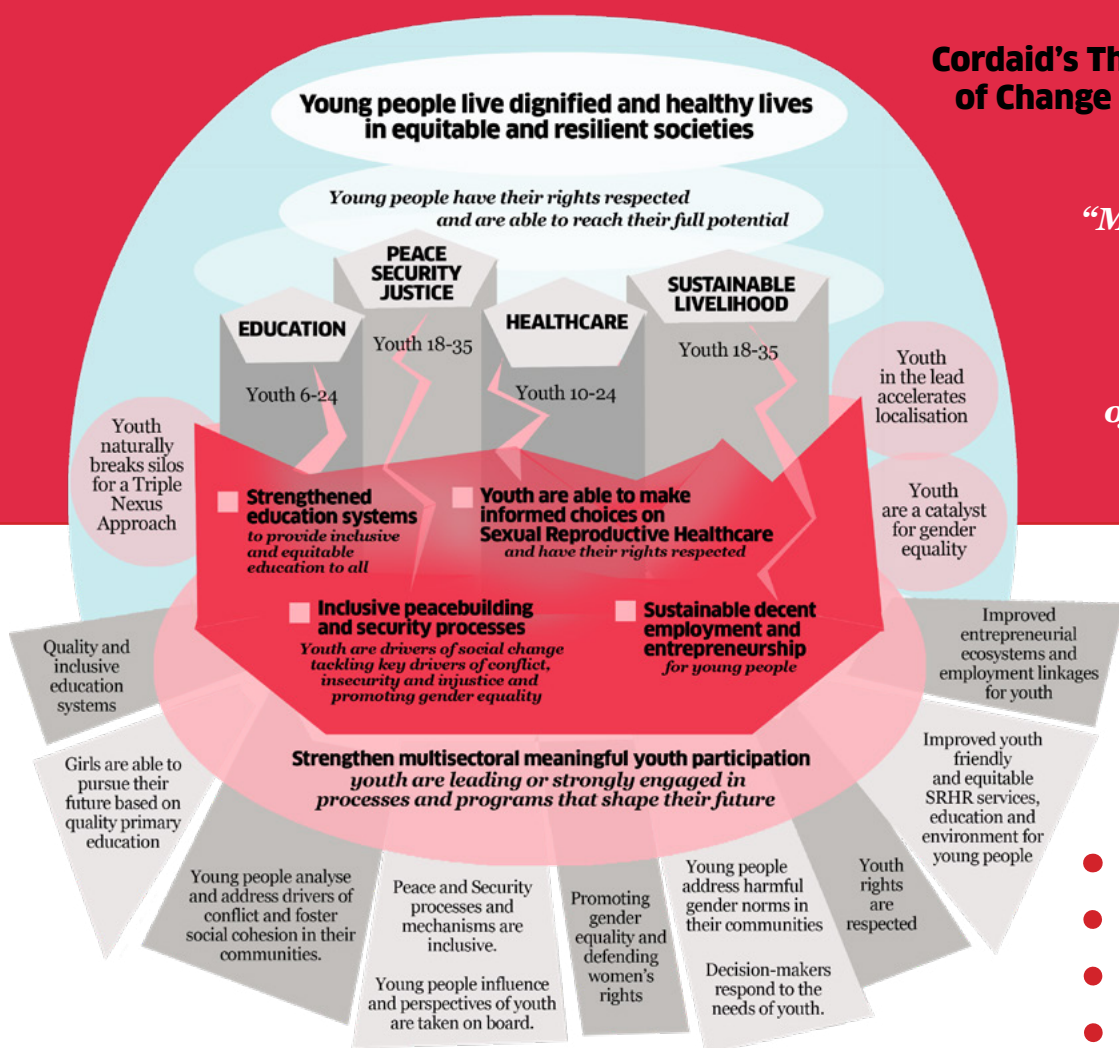 Cordaid's Th
of Change
Young people live dignified and healthy lives
in equitable and resilient societies
Young people have their rights respected
and are able to reach their full potential
"M
of
EDUCATION
Youth 6-24
PEACE
SECURITY
JUSTICE
Youth 18-35
HEALTHCARE
Youth 10-24
SUSTAINABLE
LIVELIHOOD
Youth 18-35
Youth
naturally
breaks silos
for a Triple
Nexus
Approach
Youth
in the lead
accelerates
localisation
Youth
are a catalyst
for gender
equality
Strengthened
education systems
to provide inclusive
and equitable
education to all
Youth are able to make
informed choices on
Sexual Reproductive Healthcare
and have their rights respected
Inclusive peacebuilding
and security processes
Youth are drivers of social change
tackling key drivers of conflict,
insecurity and injustice and
promoting gender equality
Sustainable decent
employment and
entrepreneurship
for young people
Strengthen multisectoral meaningful youth participation
youth are leading or strongly engaged in
processes and programs that shape their future
Quality and
inclusive
education
systems
Girls are able to
pursue their
future based on
quality primary
education
Young people analyse
and address drivers of
conflict and foster
social cohesion in their
communities.
Peace and Security
processes and
mechanisms are
inclusive.
Young people influence
and perspectives of youth
are taken on board.
Promoting
gender
equality and
defending
women's
rights
Young people
address harmful
gender norms in
their communities
Decision-makers
respond to the
needs of youth.
Youth
rights
are
respected
Improved youth
friendly
and equitable
SRHR services,
education and
environment for
young people
Improved
entrepreneurial
ecosystems and
employment linkages
for youth